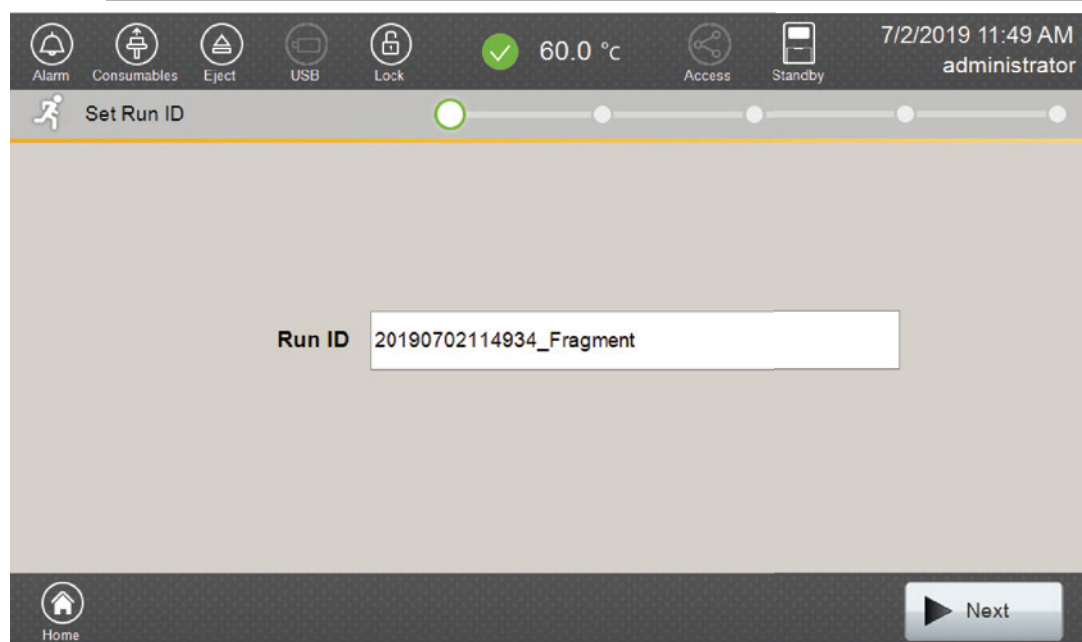 Alarm Consumables Eject USB Lock 60.0 °c Access Standby 7/2/2019 11:49 AM
administrator
Set Run ID
Run ID 20190702114934_Fragment
Home Next